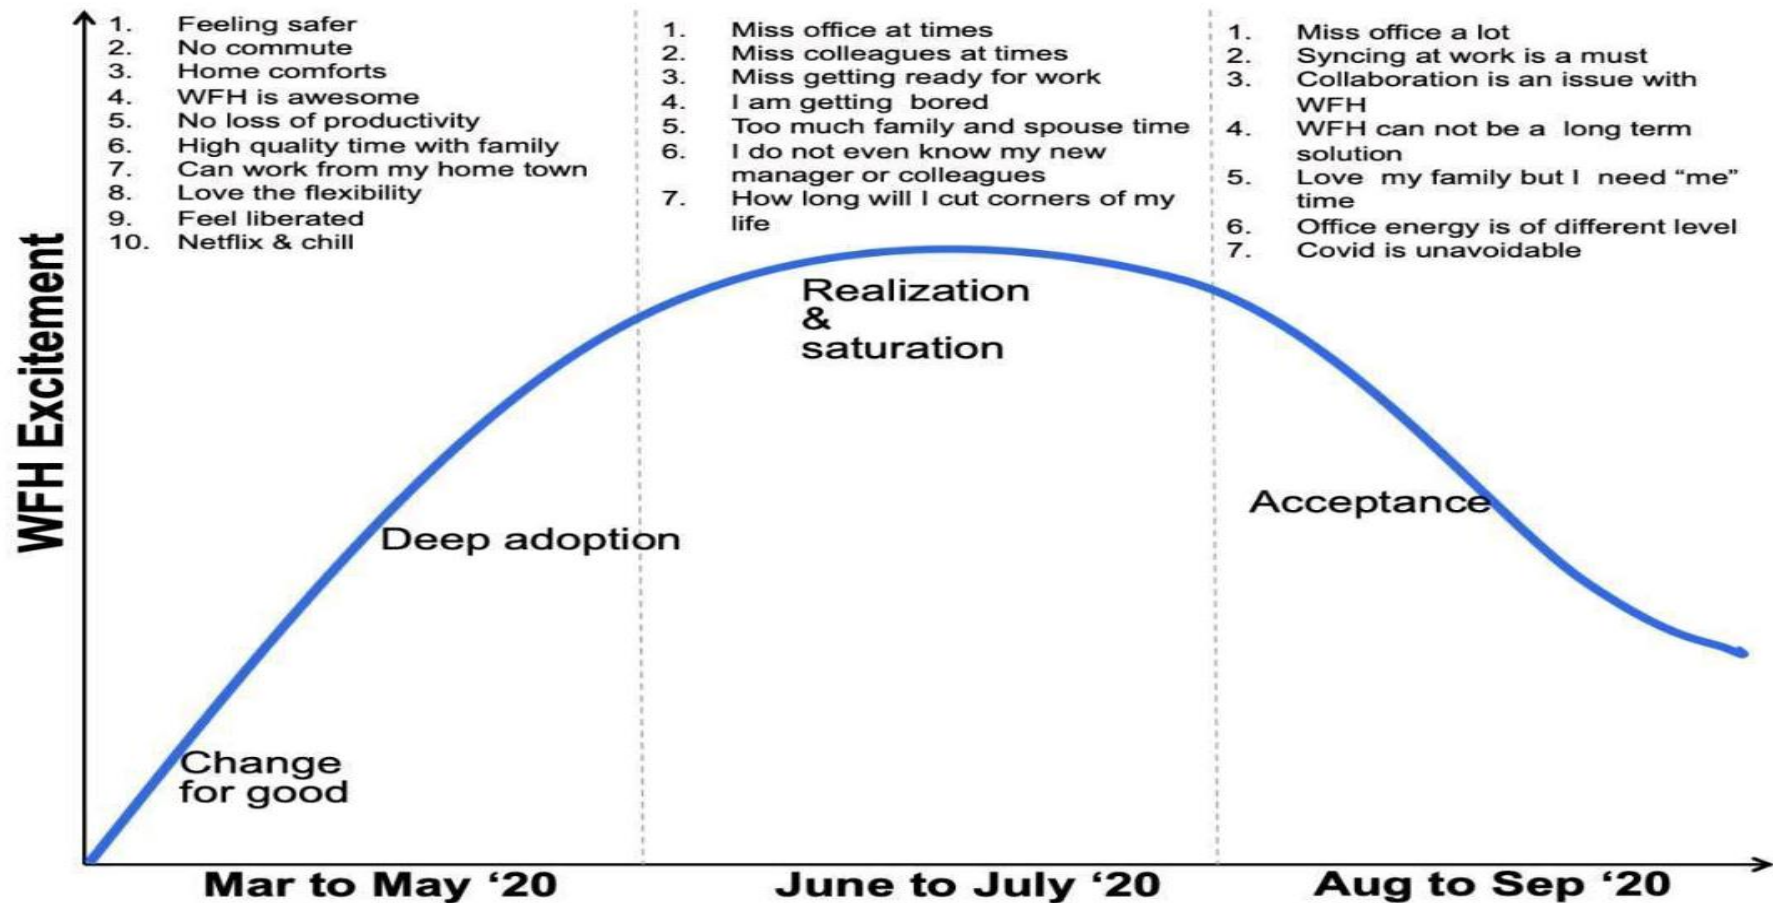 1. Feeling safer
2. No commute
3. Home comforts
4. WFH is awesome
5. No loss of productivity
6. High quality time with family
7. Can work from my home town
8. Love the flexibility
9. Feel liberated
10. Netflix & chill
1. Miss office at times
2. Miss colleagues at times
3. Miss getting ready for work
4. I am getting bored
5. Too much family and spouse time
6. I do not even know my new
manager or colleagues
7. How long will I cut corners of my
life
1. Miss office a lot
2. Syncing at work is a must
3. Collaboration is an issue with
WFH
4. WFH can not be a long term
solution
5. Love my family but I need “me”
time
6. Office energy is of different level
7. Covid is unavoidable
WFH Excitement
Realization
&
saturation
Acceptance
Deep adoption
Change
for good
Mar to May ‘20
June to July ‘20
Aug to Sep ‘20